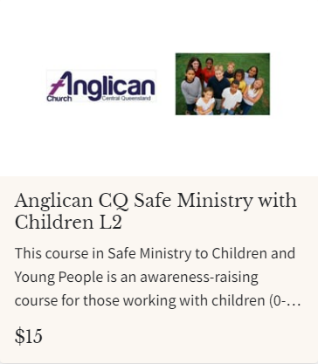 Anglican
Church Central Queensland
Anglican CQ Safe Ministry with
Children L2
This course in Safe Ministry to Children and
Young People is an awareness-raising
course for those working with children (0-...
$15